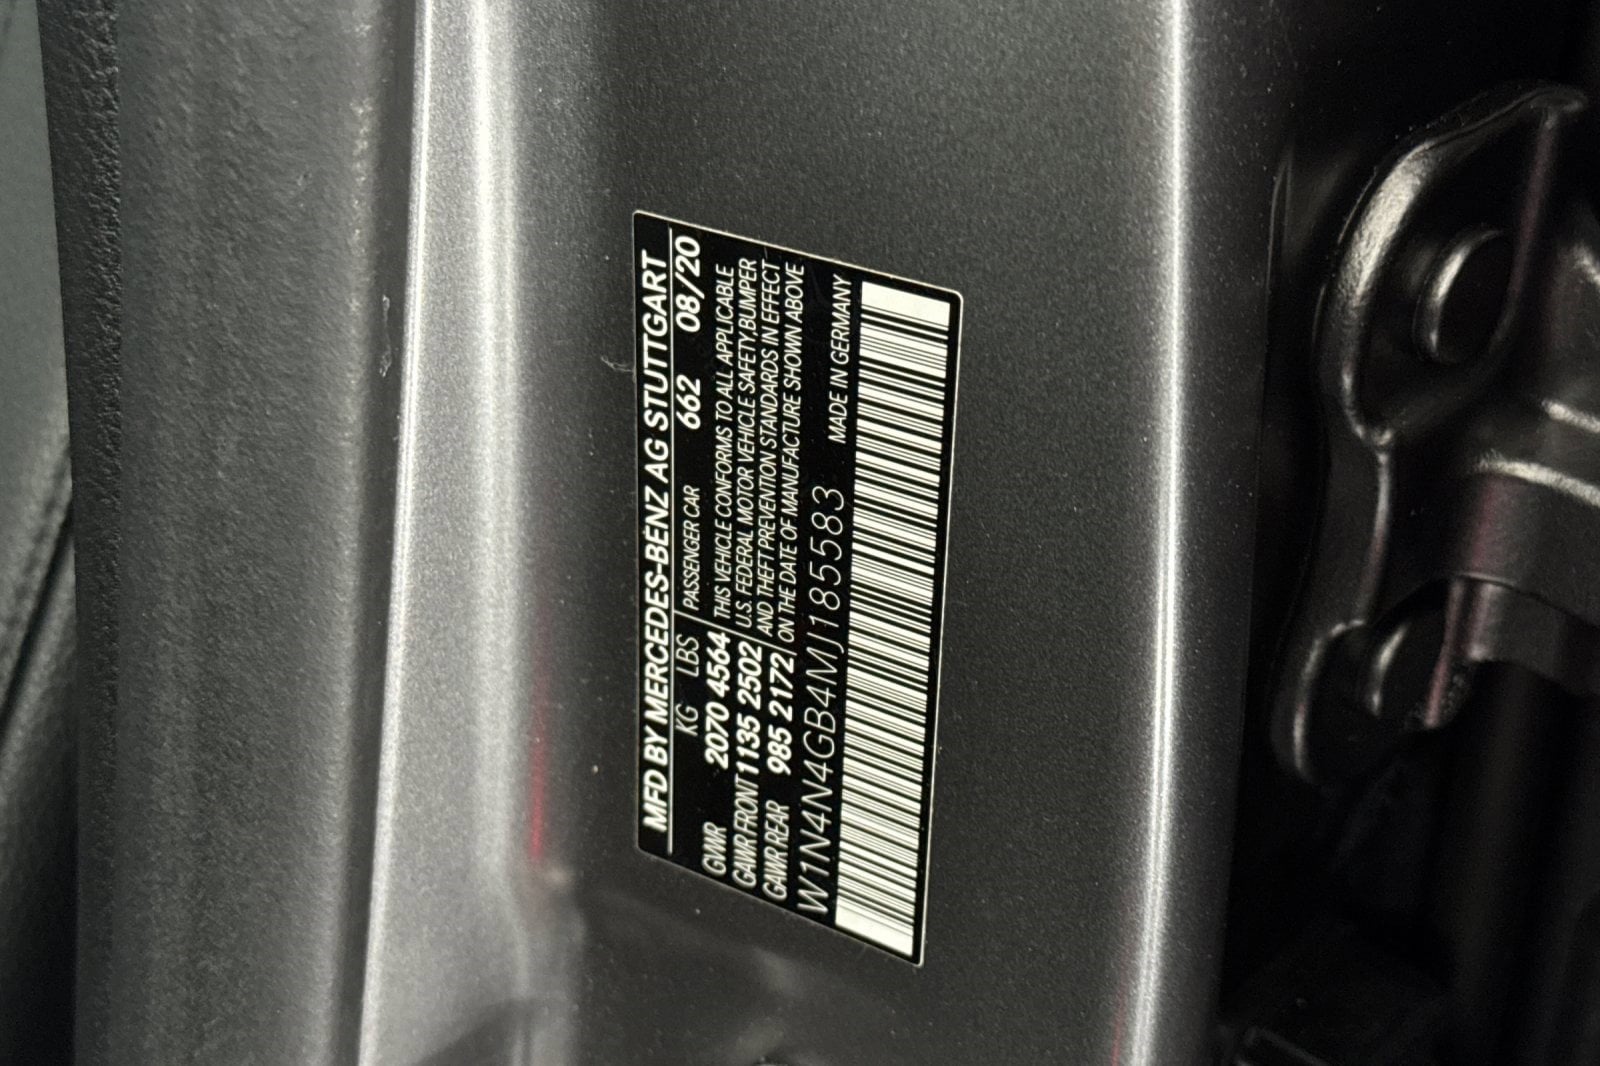 MFD BY MERCEDES-BENZ AG STUTTGART
KG LBS PASSENGER CAR 662 08/20
GWR 2070 4564 THIS VEHICLE CONFORMS TO ALL APPLICABLE
GAWR FRONT 1135 2502 U.S. FEDERAL MOTOR VEHICLE SAFETY, BUMPER
GAWR REAR 985 2172 AND THEFT PREVENTION STANDARDS IN EFFECT
ON THE DATE OF MANUFACTURE SHOWN ABOVE
W1N4N4GB4MJ185583 MADE IN GERMANY